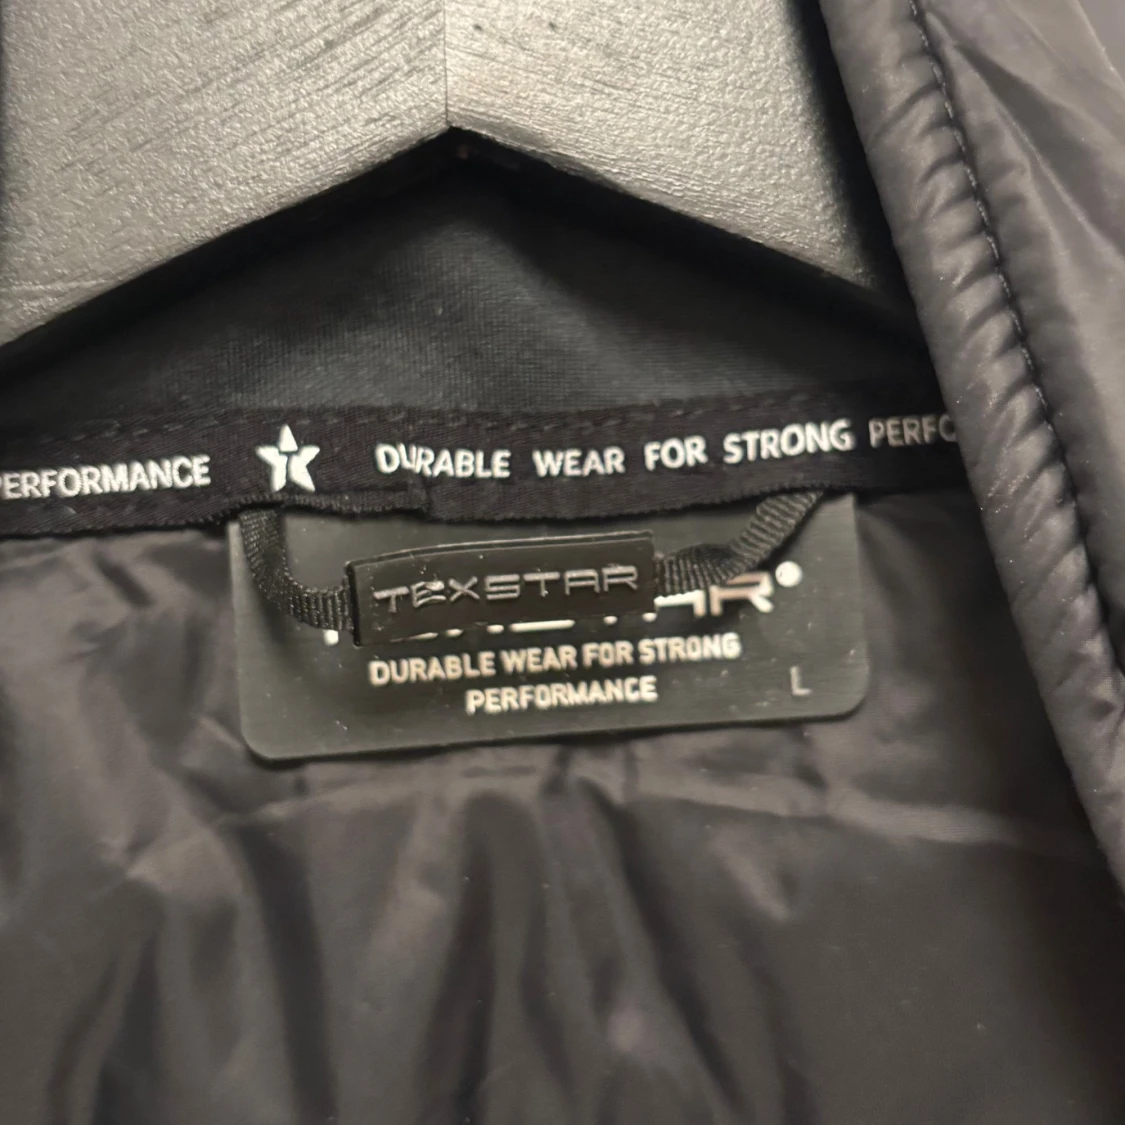 PERFORMANCE DURABLE WEAR FOR STRONG
TEXSTAR
DURABLE WEAR FOR STRONG
PERFORMANCE
L